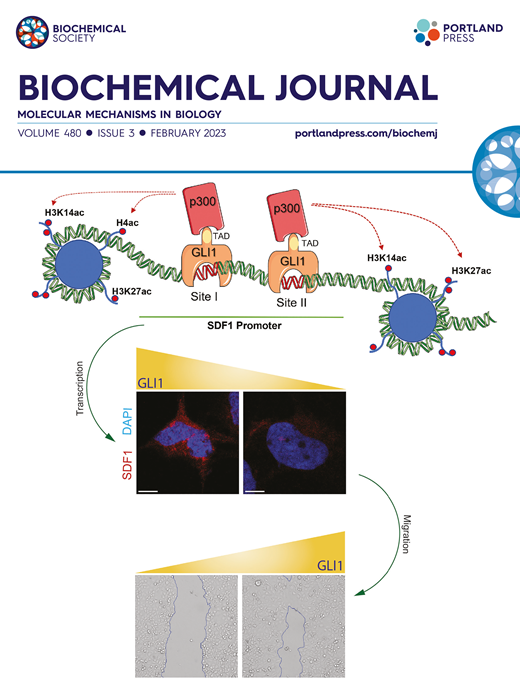 BIOCHEMICAL
SOCIETY
PORTLAND
PRESS
BIOCHEMICAL JOURNAL
MOLECULAR MECHANISMS IN BIOLOGY
VOLUME 480 ● ISSUE 3 ● FEBRUARY 2023
portlandpress.com/biochemj
H3K14ac
H4ac
H3K27ac
p300
TAD
GLI1
Site I
p300
TAD
GLI1
Site II
H3K14ac
H3K27ac
SDF1 Promoter
Transcription
GLI1
SDF1 DAPI
Migration
GLI1